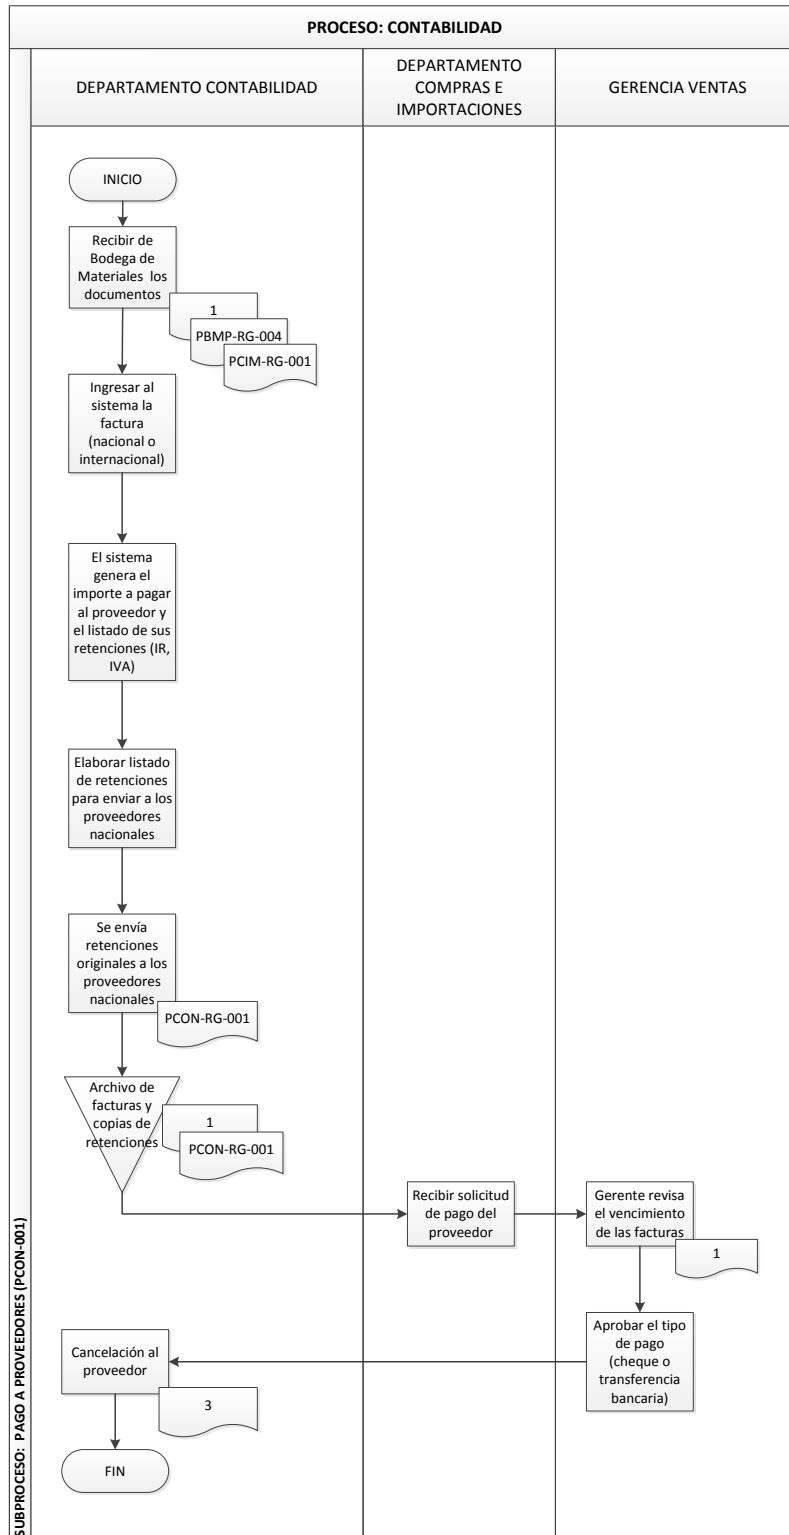 PROCESO: CONTABILIDAD
DEPARTAMENTO CONTABILIDAD
DEPARTAMENTO
COMPRAS E
IMPORTACIONES
GERENCIA VENTAS
SUBPROCESO: PAGO A PROVEEDORES (PCON-001)
INICIO
Recibir de
Bodega de
Materiales los
documentos
1
PBMP-RG-004
PCIM-RG-001
Ingresar al
sistema la
factura
(nacional o
internacional)
El sistema
genera el
importe a pagar
al proveedor y
el listado de sus
retenciones (IR,
IVA)
Elaborar listado
de retenciones
para enviar a los
proveedores
nacionales
Se envía
retenciones
originales a los
proveedores
nacionales
PCON-RG-001
Archivo de
facturas y
copias de
retenciones
1
PCON-RG-001
Recibir solicitud
de pago del
proveedor
Gerente revisa
el vencimiento
de las facturas
1
Aprobar el tipo
de pago
(cheque o
transferencia
bancaria)
Cancelación al
proveedor
3
FIN